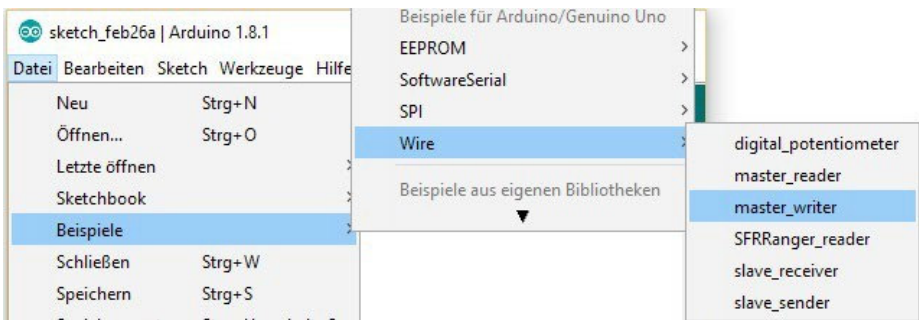 sketch_feb26a | Arduino 1.8.1
Datei Bearbeiten Sketch Werkzeuge Hilfe
Neu Strg+N
Öffnen... Strg+O
Letzte öffnen
Sketchbook
Beispiele
Schließen Strg+W
Speichern Strg+S
Beispiele für Arduino/Genuino Uno
EEPROM
SoftwareSerial
SPI
Wire
Beispiele aus eigenen Bibliotheken
digital_potentiometer
master_reader
master_writer
SFRRanger_reader
slave_receiver
slave_sender